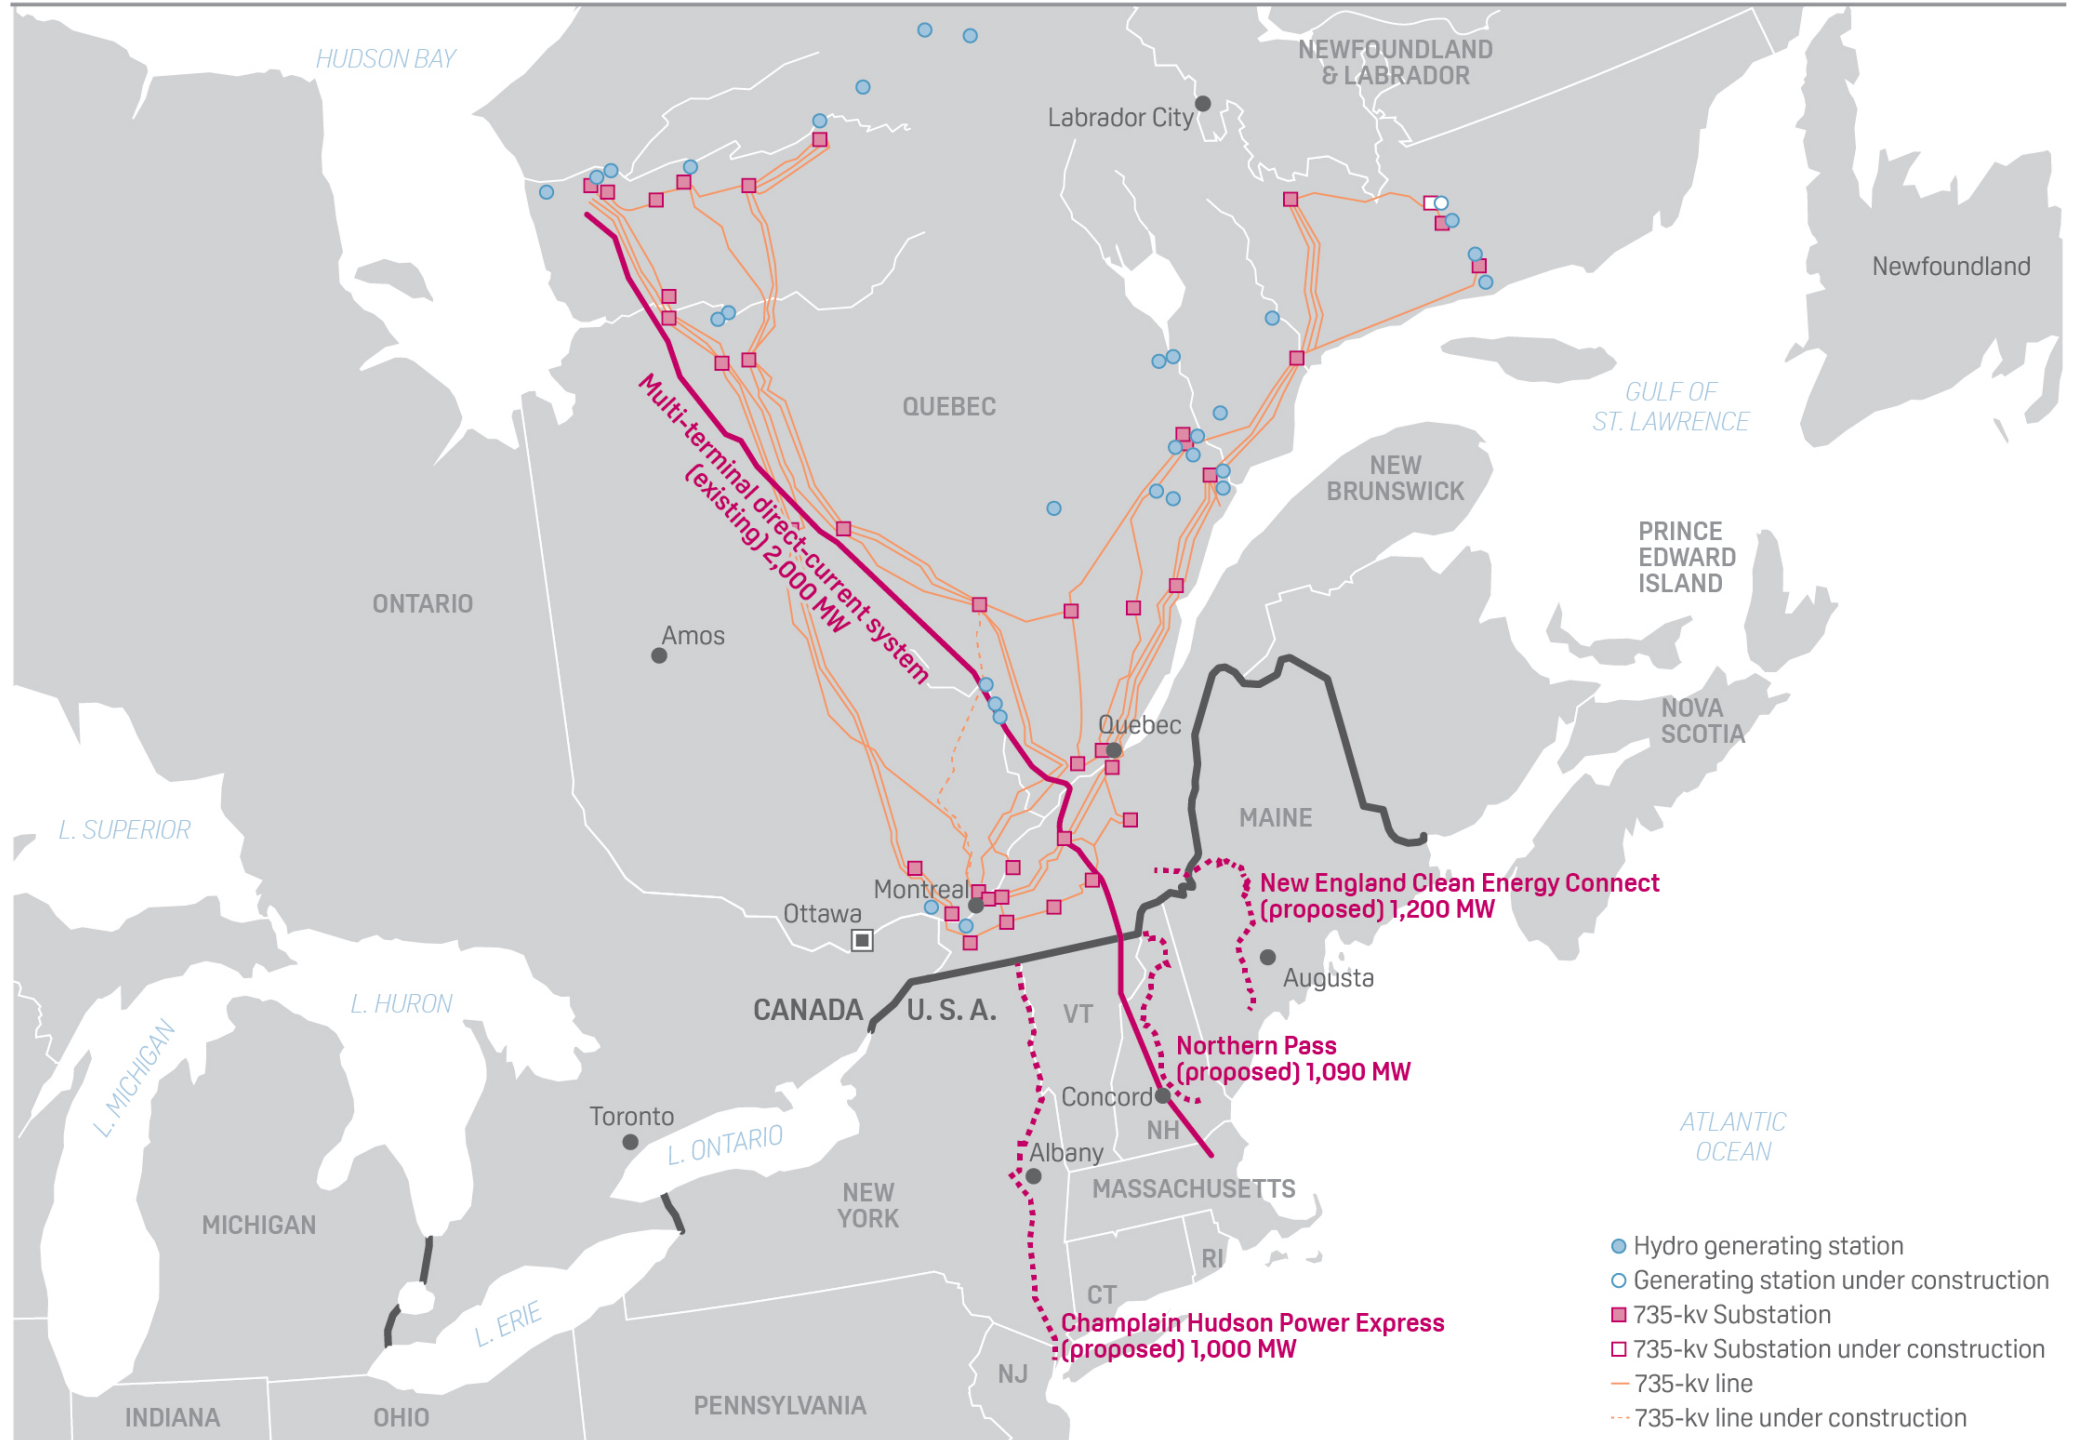 HUDSON BAY
NEWFOUNDLAND
& LABRADOR
Labrador City
Newfoundland
QUEBEC
GULF OF
ST. LAWRENCE
NEW
BRUNSWICK
PRINCE
EDWARD
ISLAND
Multi-terminal direct-current system
(existing) 2,000 MW
ONTARIO
Amos
Quebec
NOVA
SCOTIA
L. SUPERIOR
MAINE
Montreal
Ottawa
New England Clean Energy Connect
(proposed) 1,200 MW
Augusta
L. HURON
CANADA
U. S. A.
VT
L. MICHIGAN
Northern Pass
(proposed) 1,090 MW
Concord
Toronto
L. ONTARIO
NH
Albany
ATLANTIC
OCEAN
MASSACHUSETTS
NEW
YORK
MICHIGAN
RI
CT
L. ERIE
Champlain Hudson Power Express
(proposed) 1,000 MW
NJ
PENNSYLVANIA
INDIANA
OHIO
Hydro generating station
Generating station under construction
735-kv Substation
735-kv Substation under construction
735-kv line
735-kv line under construction